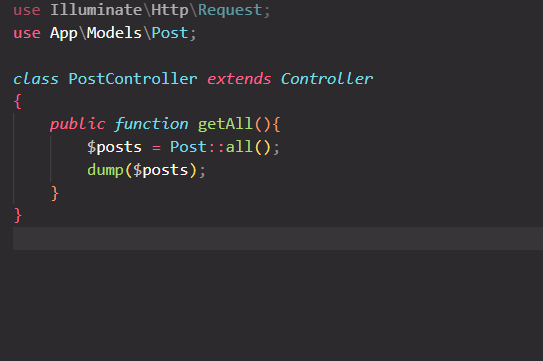 use Illuminate\Http\Request;
use App\Models\Post;
class PostController extends Controller
{
public function getAll(){
$posts = Post::all();
dump($posts);
}
}